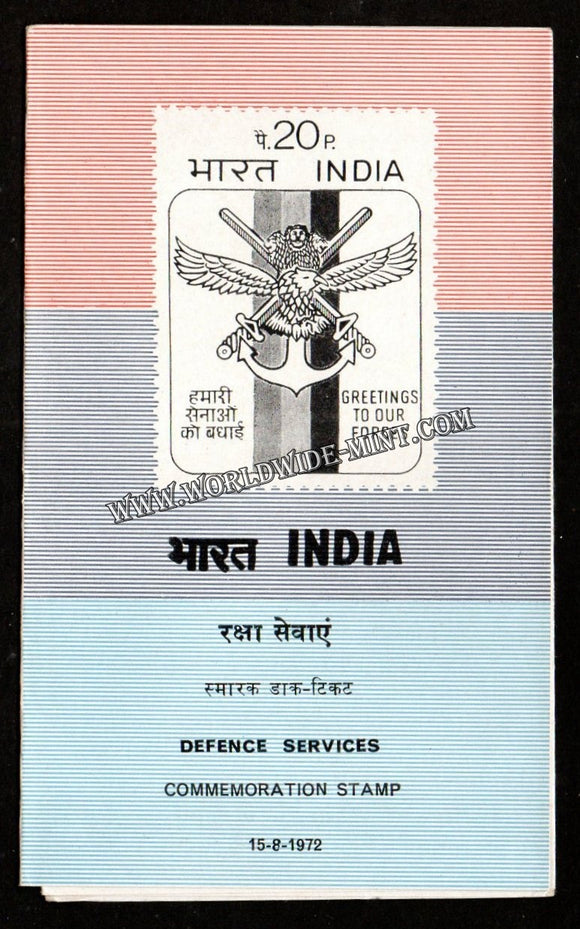 पै. 20 P.
भारत INDIA
हमारी
सेनाओं
को बधाई
GREETINGS
TO OUR
FORCES
WWW.WORLDWIDE-MINT.COM
भारत INDIA
रक्षा सेवाएं
स्मारक डाक-टिकट
DEFENCE SERVICES
COMMEMORATION STAMP
15-8-1972